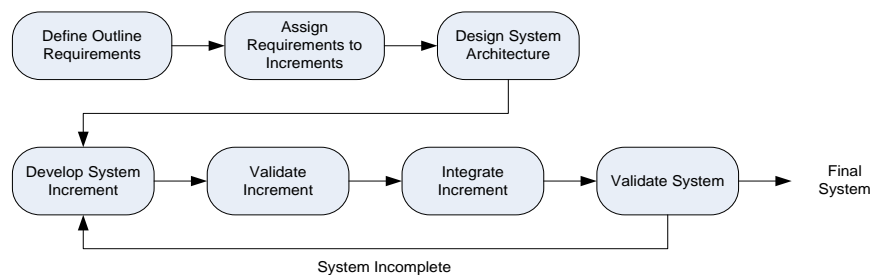 Define Outline
Requirements
Assign
Requirements to
Increments
Design System
Architecture
Develop System
Increment
Validate
Increment
Integrate
Increment
Validate System
Final
System
System Incomplete